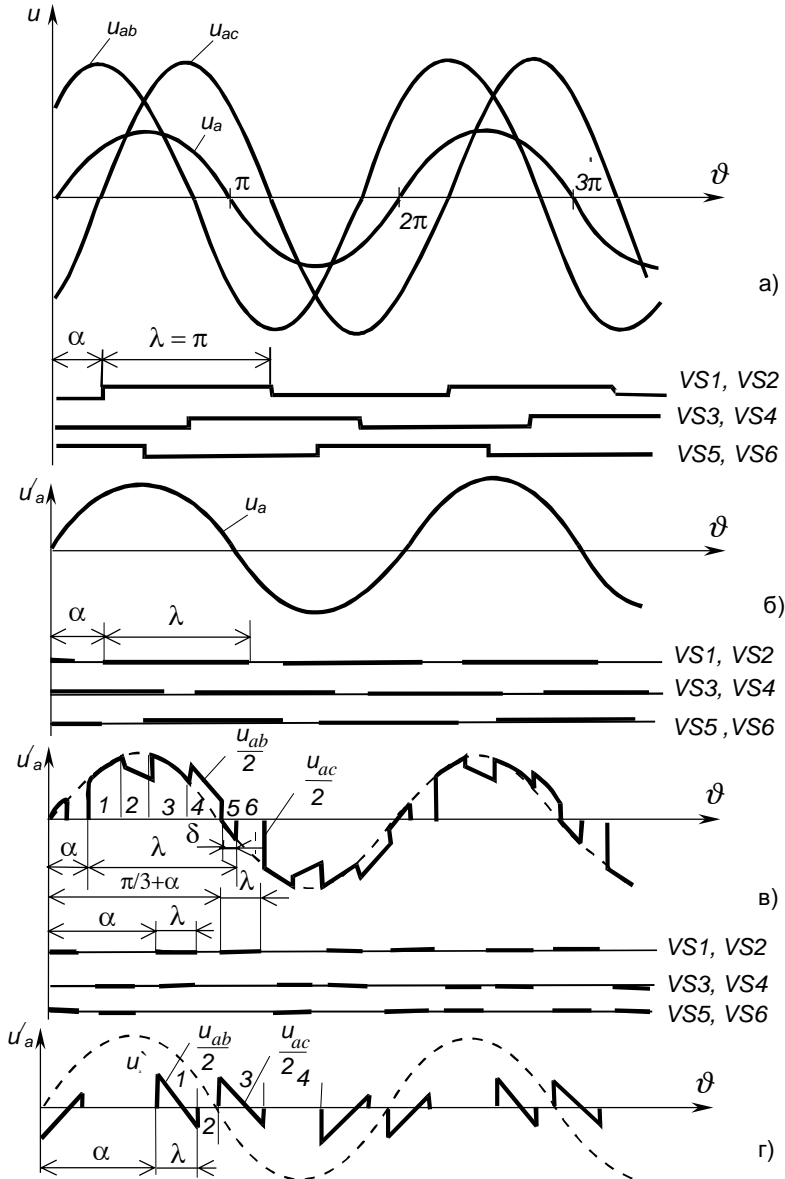 u
u_ab
u_ac
u_a
π
2π
3π
ϑ
а)
α
λ = π
VS1, VS2
VS3, VS4
VS5, VS6
u′_a
u_a
ϑ
б)
α
λ
VS1, VS2
VS3, VS4
VS5 ,VS6
u′_a
u_ab
2
u_ac
2
1
2
3
4
5
6
ϑ
δ
α
λ
π/3+α
λ
в)
α
λ
VS1, VS2
VS3, VS4
VS5, VS6
u′_a
u`
1
u_ab
2
u_ac
2
2
3
4
ϑ
α
λ
г)